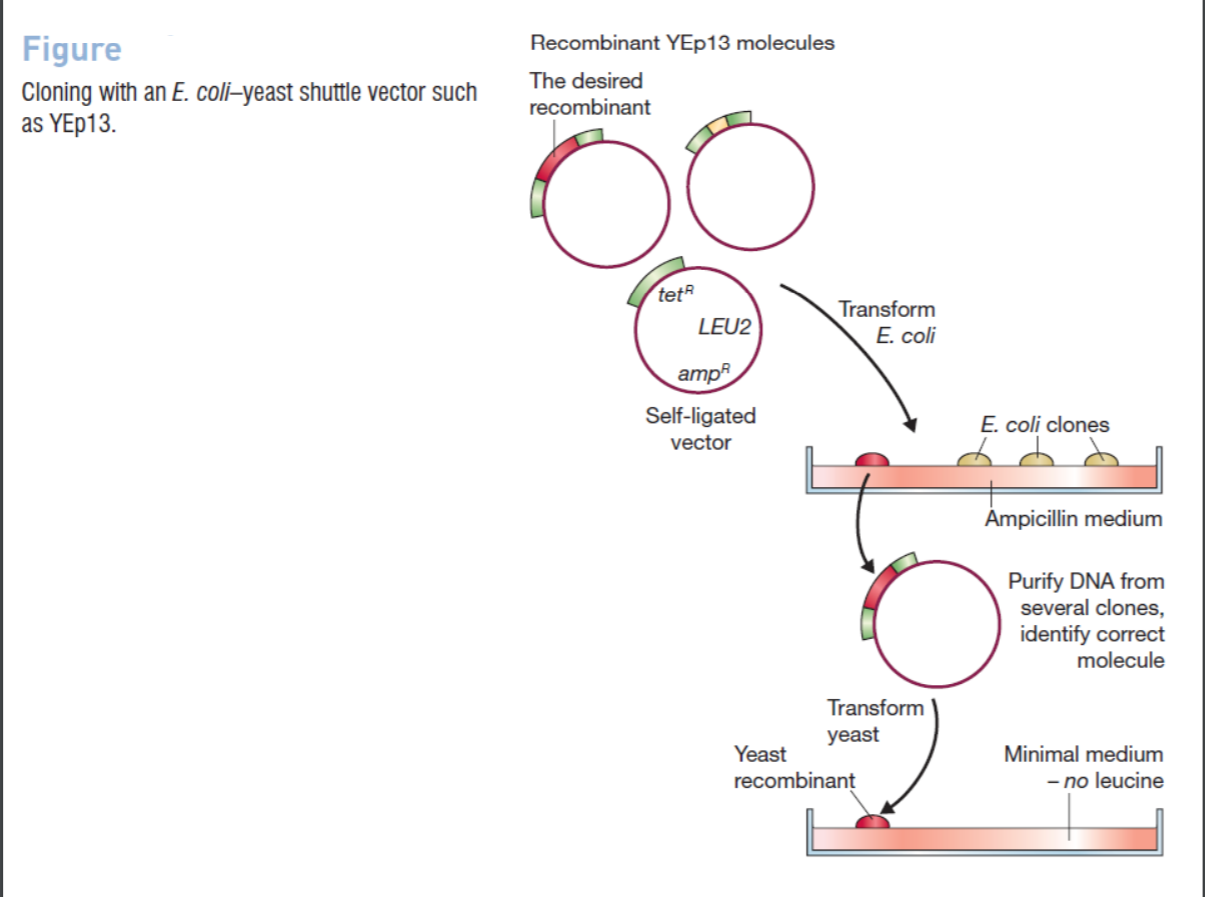 Figure
Cloning with an E. coli–yeast shuttle vector such
as YEp13.
Recombinant YEp13 molecules
The desired
recombinant
tetR
LEU2
ampR
Self-ligated
vector
Transform
E. coli
E. coli clones
Ampicillin medium
Purify DNA from
several clones,
identify correct
molecule
Transform
yeast
Yeast
recombinant
Minimal medium
– no leucine